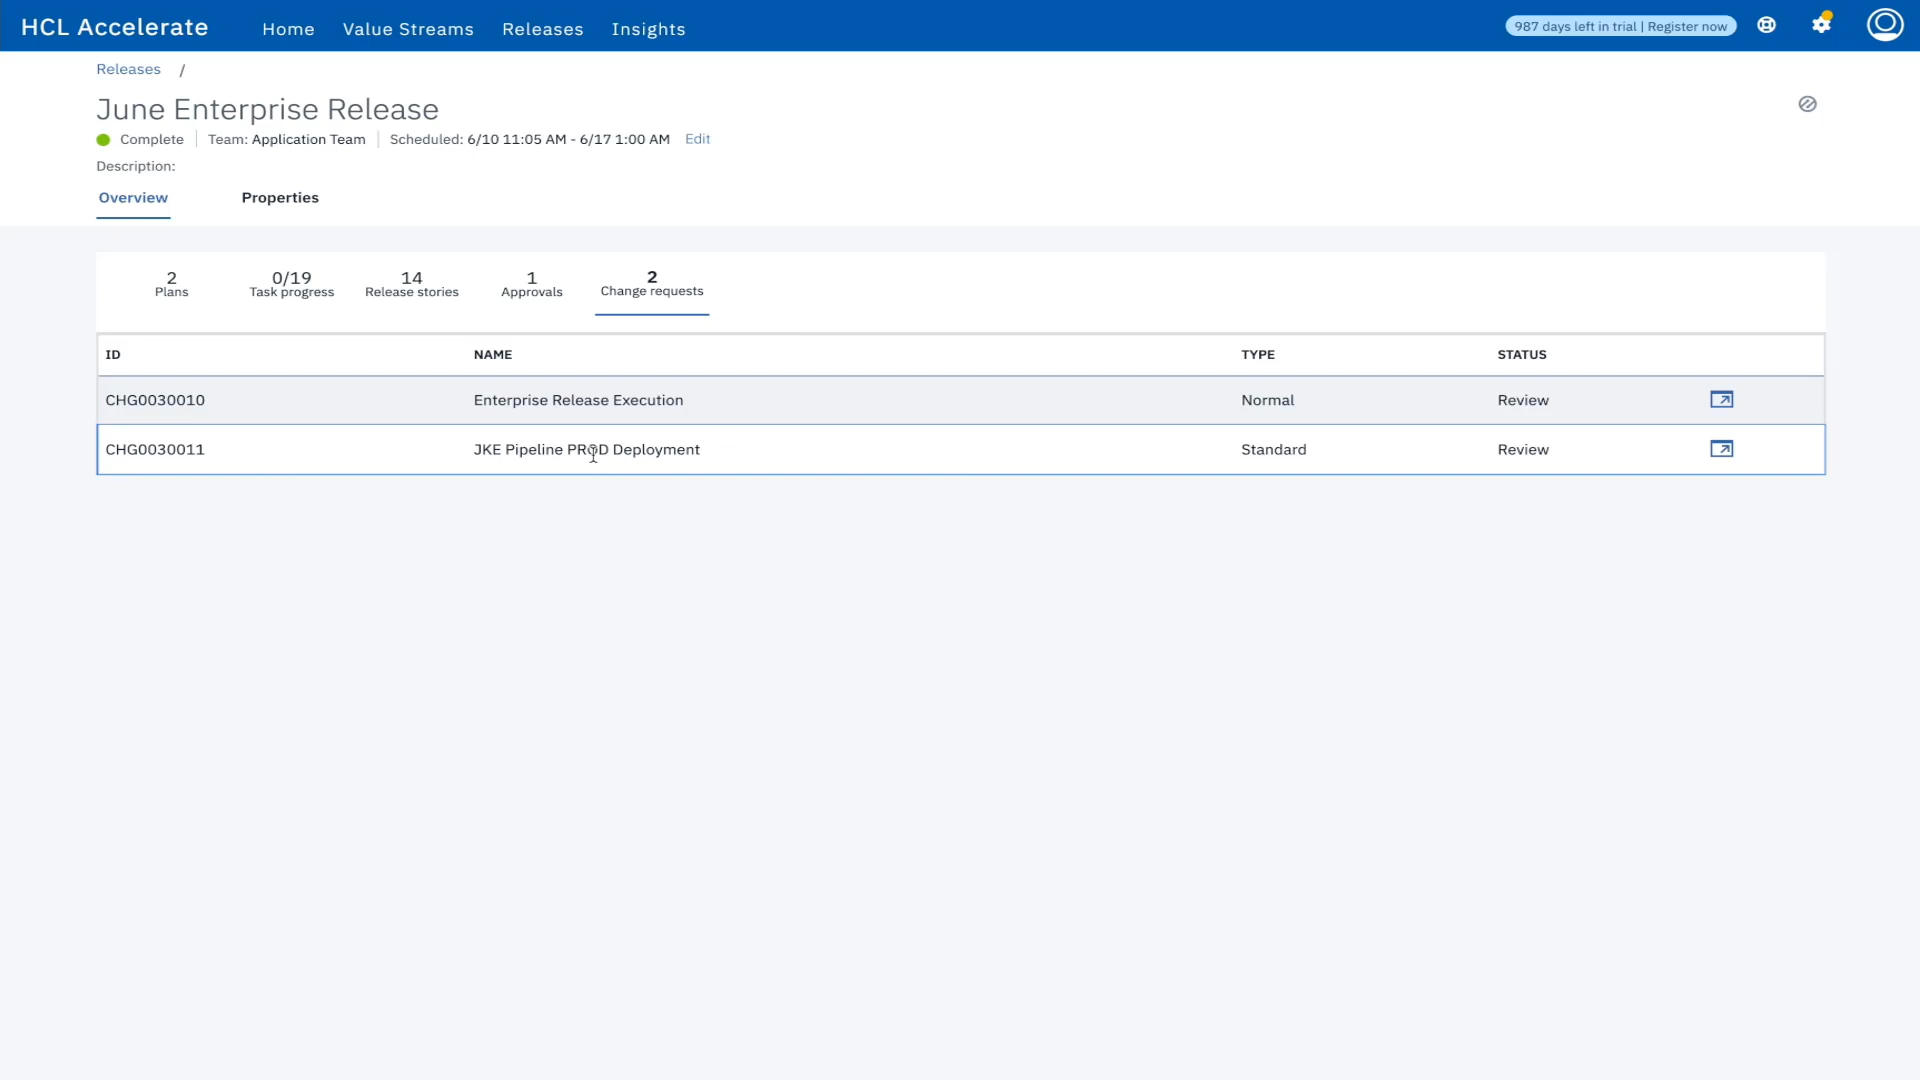 HCL Accelerate Home Value Streams Releases Insights 987 days left in trial | Register now
Releases /
June Enterprise Release
Complete Team: Application Team Scheduled: 6/10 11:05 AM - 6/17 1:00 AM Edit
Description:
Overview Properties
2 0/19 14 1 2
Plans Task progress Release stories Approvals Change requests
ID NAME TYPE STATUS
CHG0030010 Enterprise Release Execution Normal Review
CHG0030011 JKE Pipeline PROD Deployment Standard Review